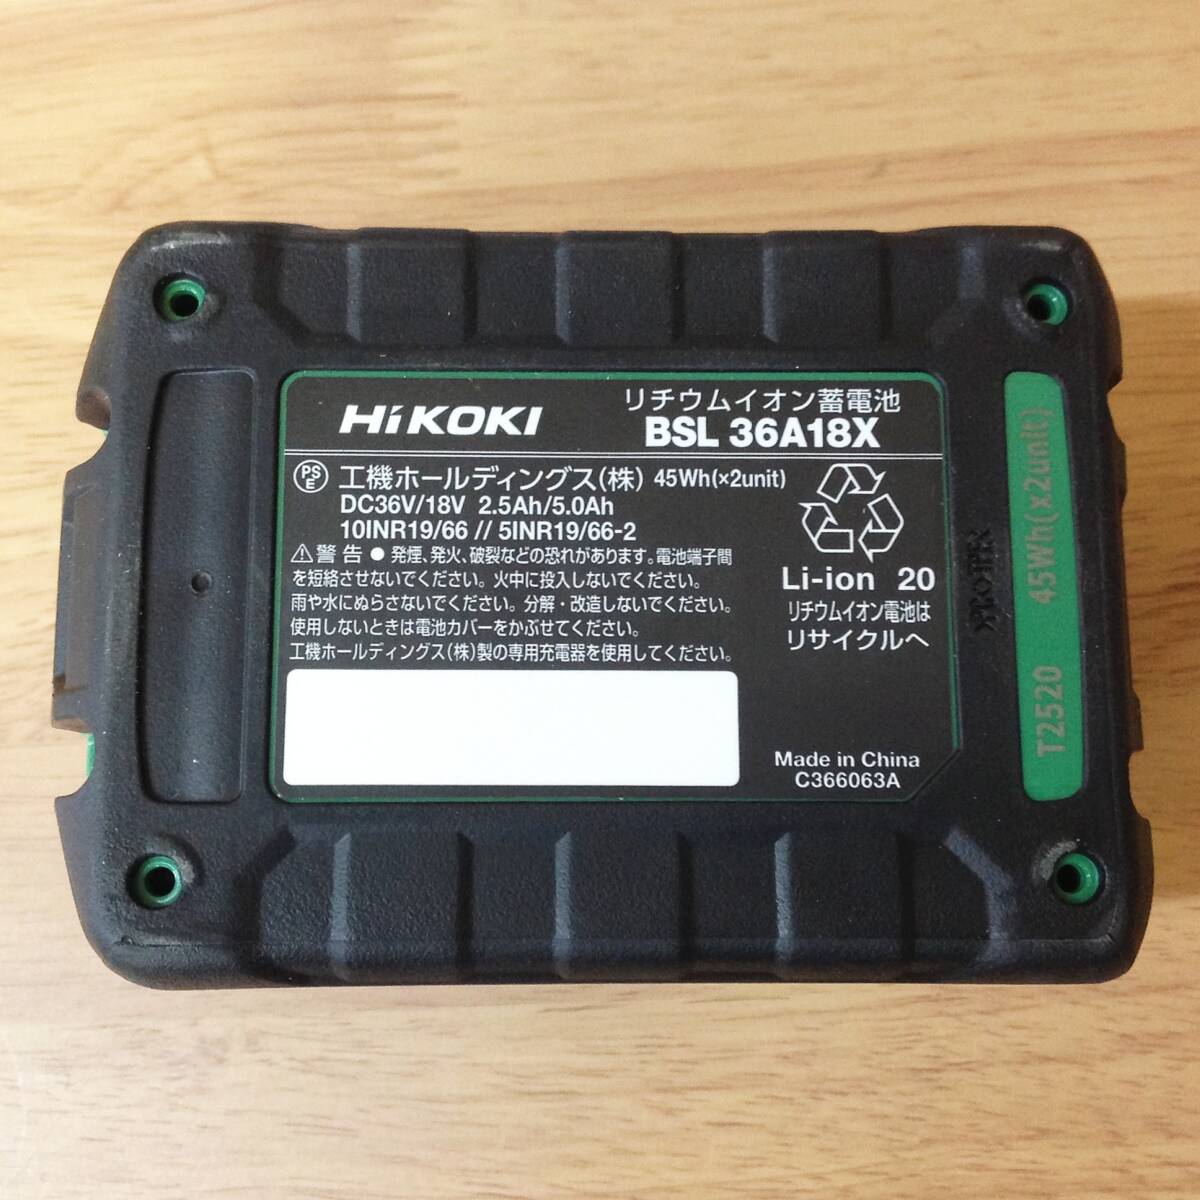 HiKOKI
リチウムイオン蓄電池
BSL 36A18X
PS
E
工機ホールディングス(株) 45Wh(×2unit)
DC36V/18V 2.5Ah/5.0Ah
10INR19/66 // 5INR19/66-2
⚠警告 ● 発煙、発火、破裂などの恐れがあります。電池端子間
を短絡させないでください。火中に投入しないでください。
雨や水にぬらさないでください。分解・改造しないでください。
使用しないときは電池カバーをかぶせてください。
工機ホールディングス(株)製の専用充電器を使用してください。
Li-ion 20
リチウムイオン電池は
リサイクルへ
Made in China
C366063A
T2520 45Wh(x2unit)